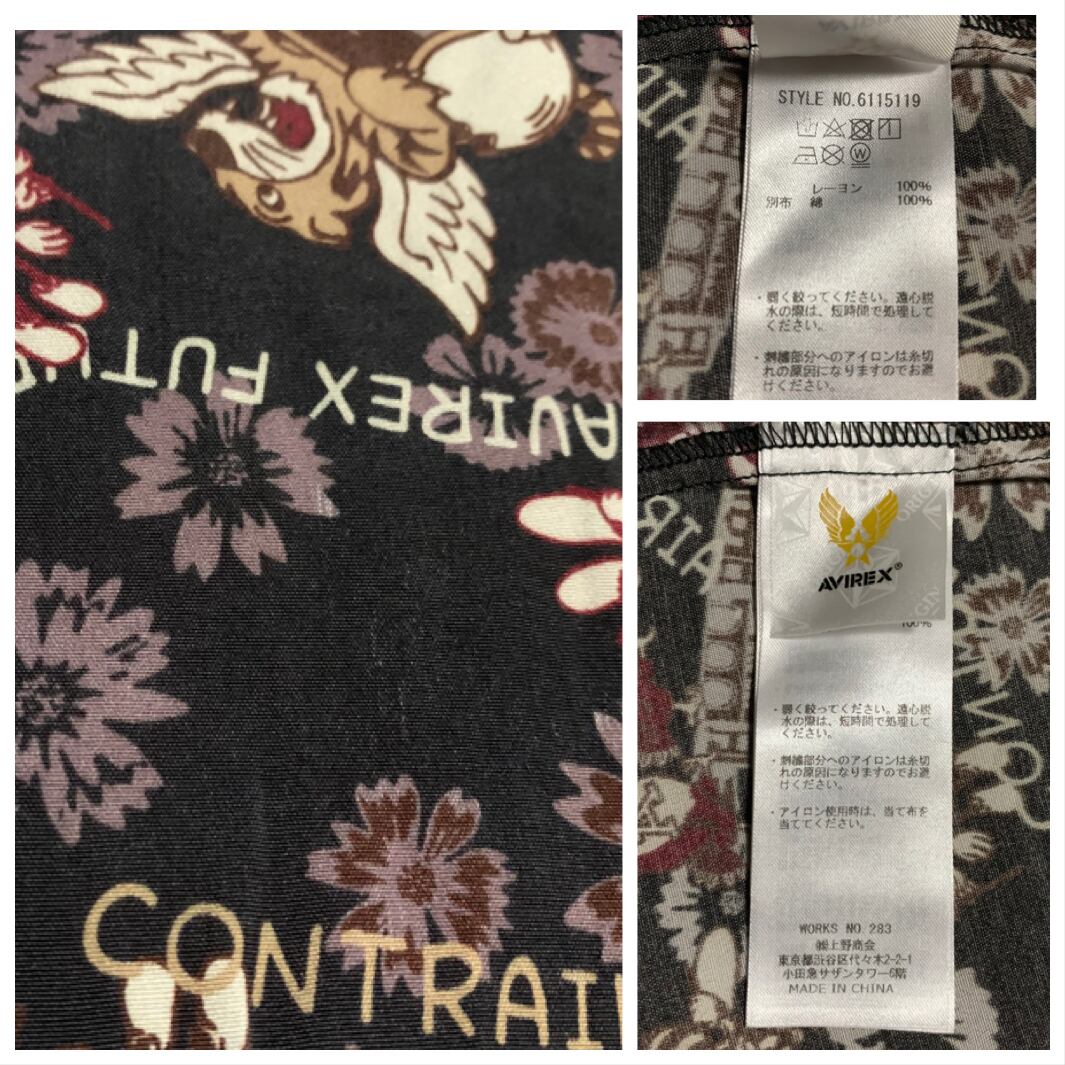 AVIREX FUTU
CONTRAI
STYLE NO.6115119
レーヨン 100%
別布 綿 100%
・弱く絞ってください。遠心脱
水の際は、短時間で処理して
ください。
・刺繍部分へのアイロンは糸切
れの原因になりますのでお避
けください。
AVIREX®
100%
・弱く絞ってください。遠心脱
水の際は、短時間で処理して
ください。
・刺繍部分へのアイロンは糸切
れの原因になりますのでお避
けください。
・アイロン使用時は、当て布を
当ててください。
WORKS NO.283
㈱上野商会
東京都渋谷区代々木2-2-1
小田急サザンタワー6階
MADE IN CHINA